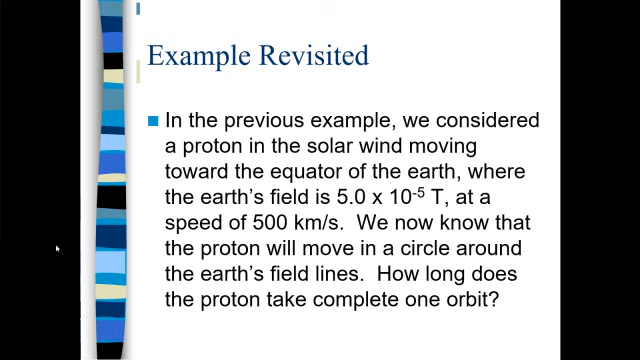 Example Revisited
In the previous example, we considered
a proton in the solar wind moving
toward the equator of the earth, where
the earth's field is 5.0 x 10⁻⁵ T, at a
speed of 500 km/s.  We now know that
the proton will move in a circle around
the earth's field lines.  How long does
the proton take complete one orbit?